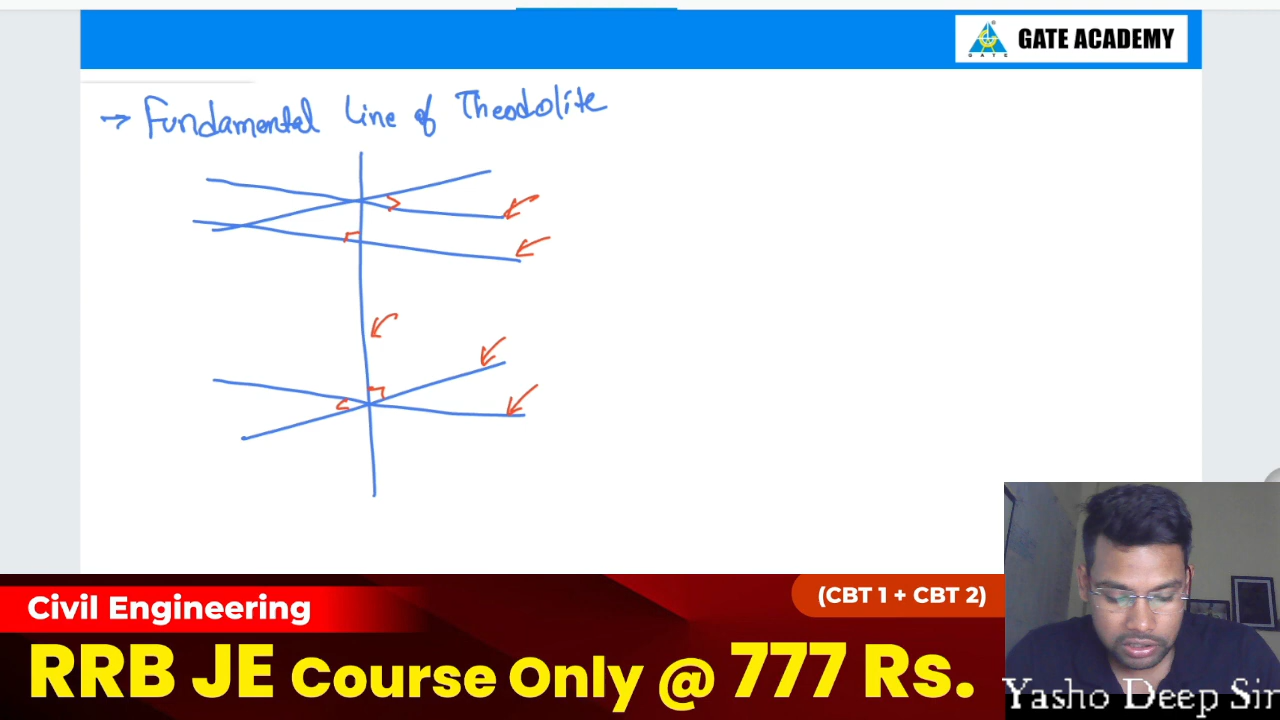 GATE ACADEMY
GATE
→ Fundamental Line of Theodolite
Civil Engineering
(CBT 1 + CBT 2)
RRB JE Course Only @ 777 Rs.
Yasho Deep Sir